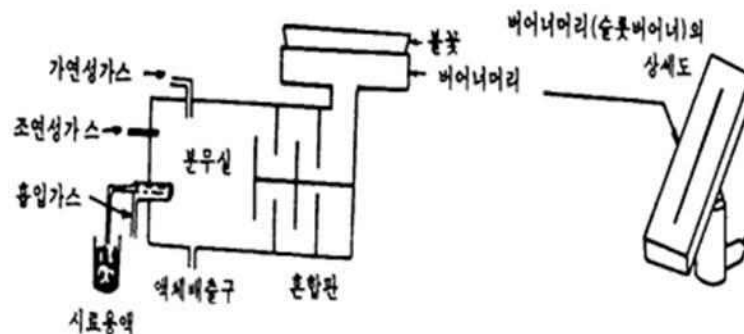 불꽃
버어너머리
가연성가스
조연성가스
분무실
흡입가스
액체배출구
혼합판
시료용액
버어너머리(슬롯버어너)의
상세도